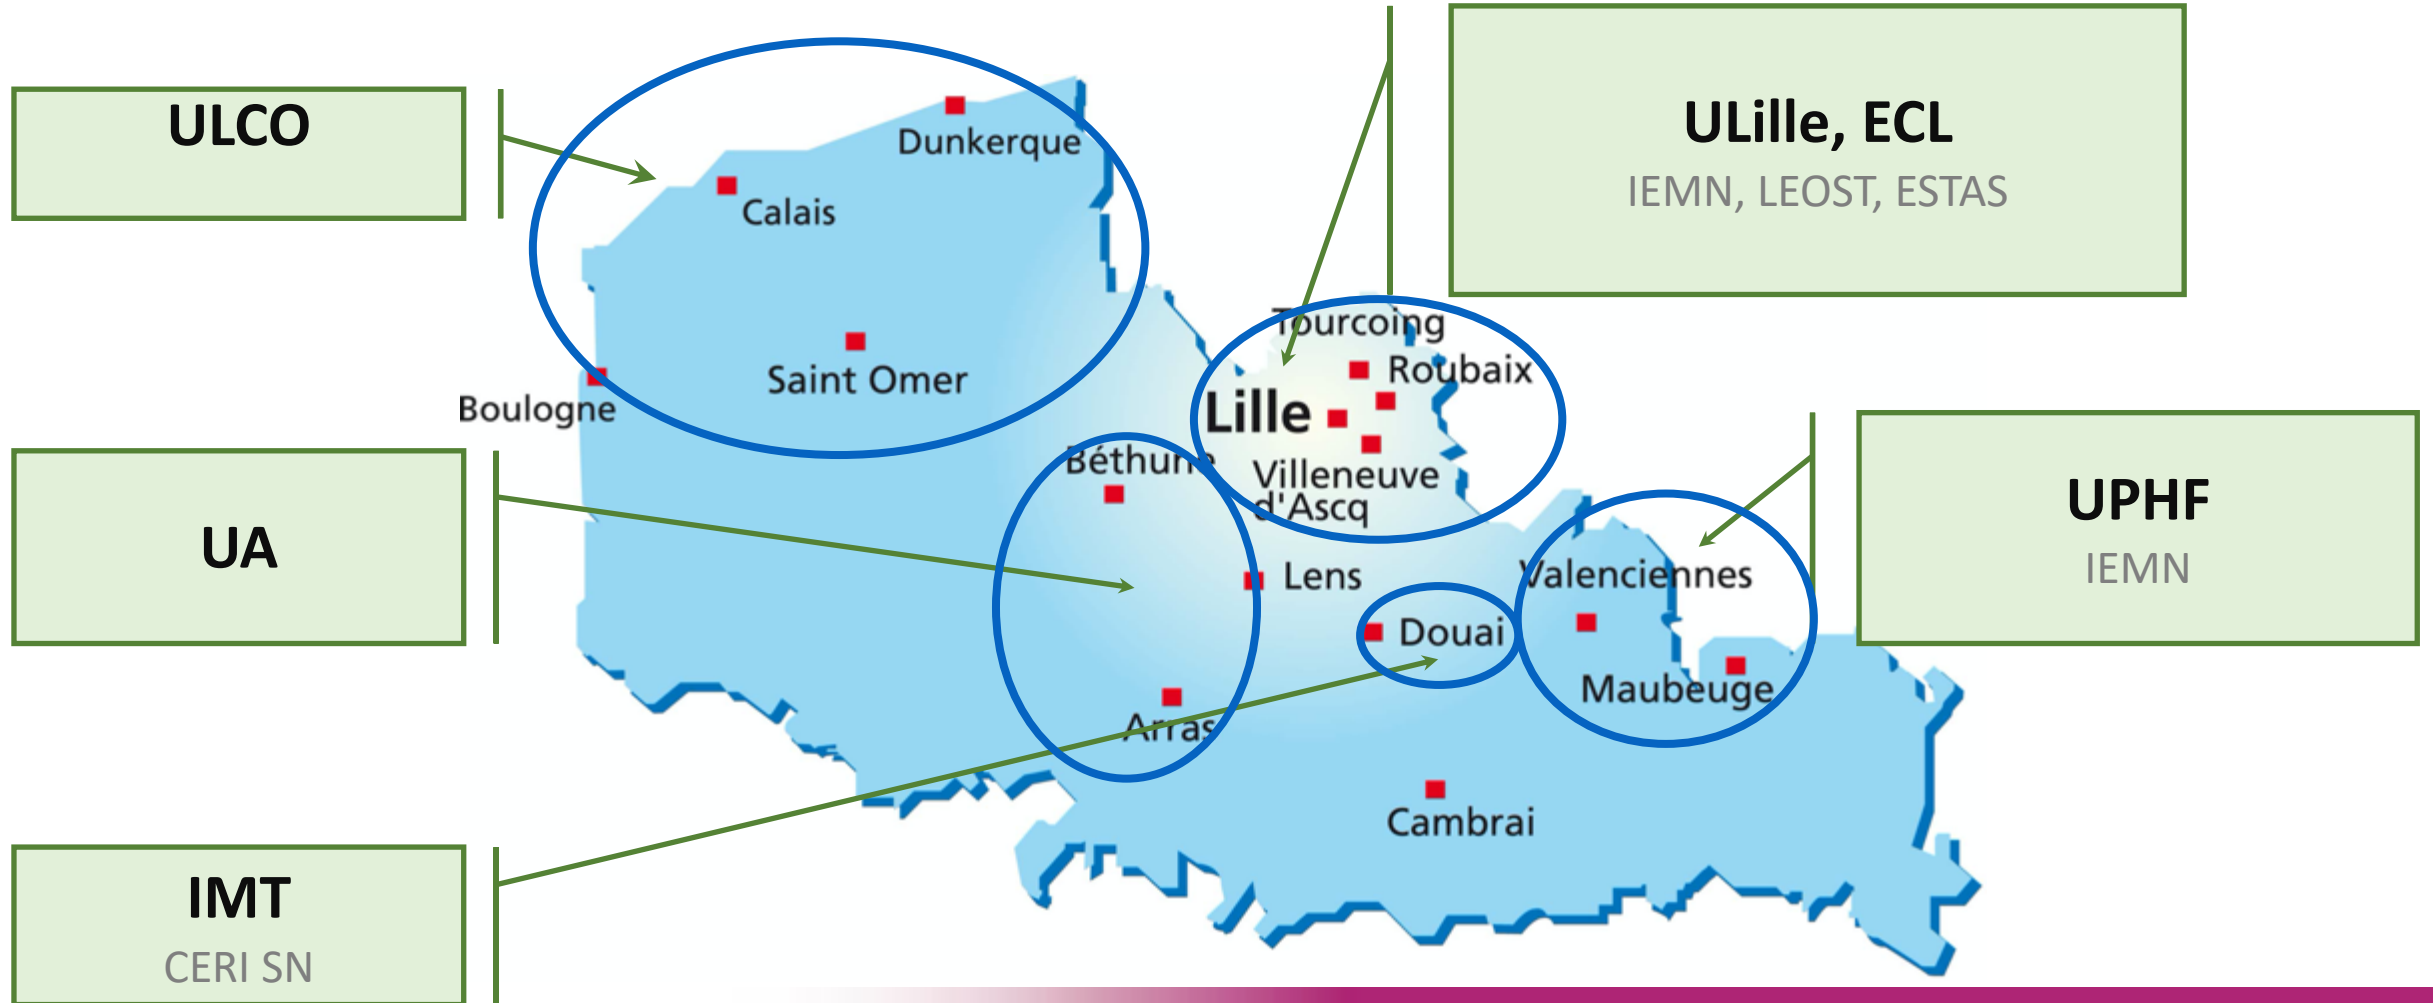 ULCO
ULille, ECL
IEMN, LEOST, ESTAS
Dunkerque
Calais
Tourcoing
Roubaix
Saint Omer
Boulogne
Lille
Béthune
Villeneuve
d'Ascq
UA
UPHF
IEMN
Lens
Valenciennes
Douai
Maubeuge
Arras
Cambrai
IMT
CERI SN